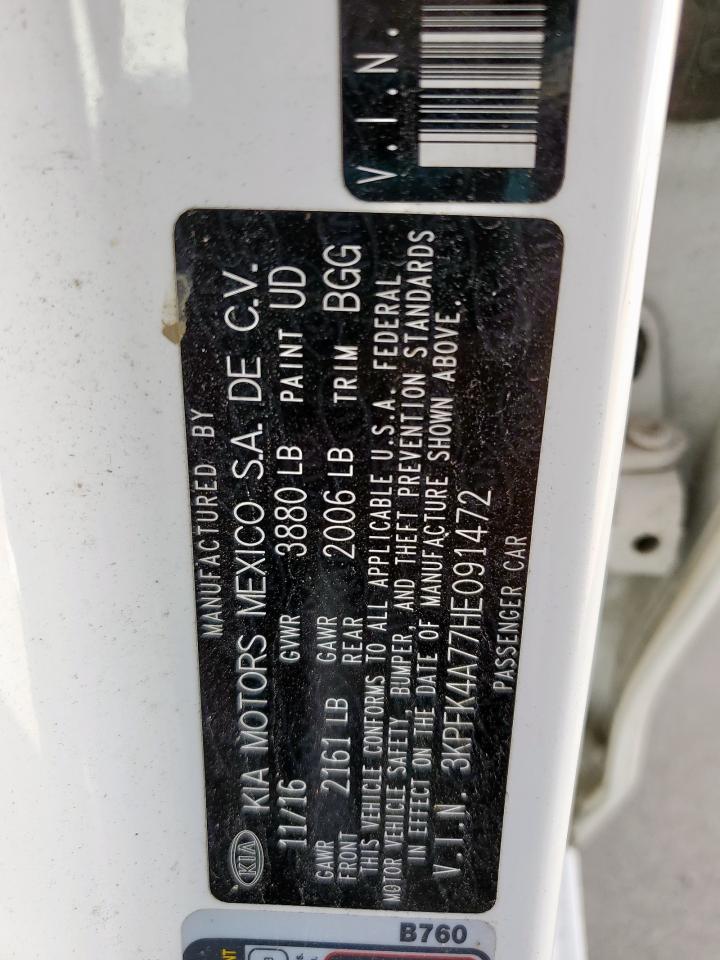 V.I.N.
MANUFACTURED BY
KIA KIA MOTORS MEXICO S.A. DE C.V.
11/16 GVWR 3880 LB PAINT UD
GAWR FRONT 2161 LB GAWR REAR 2006 LB TRIM BGG
THIS VEHICLE CONFORMS TO ALL APPLICABLE U.S.A. FEDERAL
MOTOR VEHICLE SAFETY, BUMPER, AND THEFT PREVENTION STANDARDS
IN EFFECT ON THE DATE OF MANUFACTURE SHOWN ABOVE.
V.I.N. 3KPFK4A77HE091472
PASSENGER CAR
B760